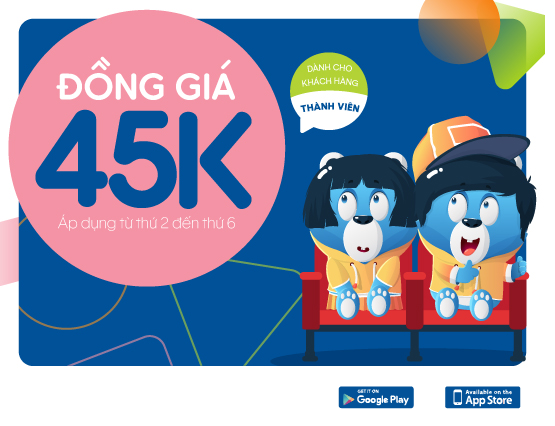 ĐỒNG GIÁ
45K
Áp dụng từ thứ 2 đến thứ 6
DÀNH CHO
KHÁCH HÀNG
THÀNH VIÊN
GET IT ON
Google Play
Available on the
App Store